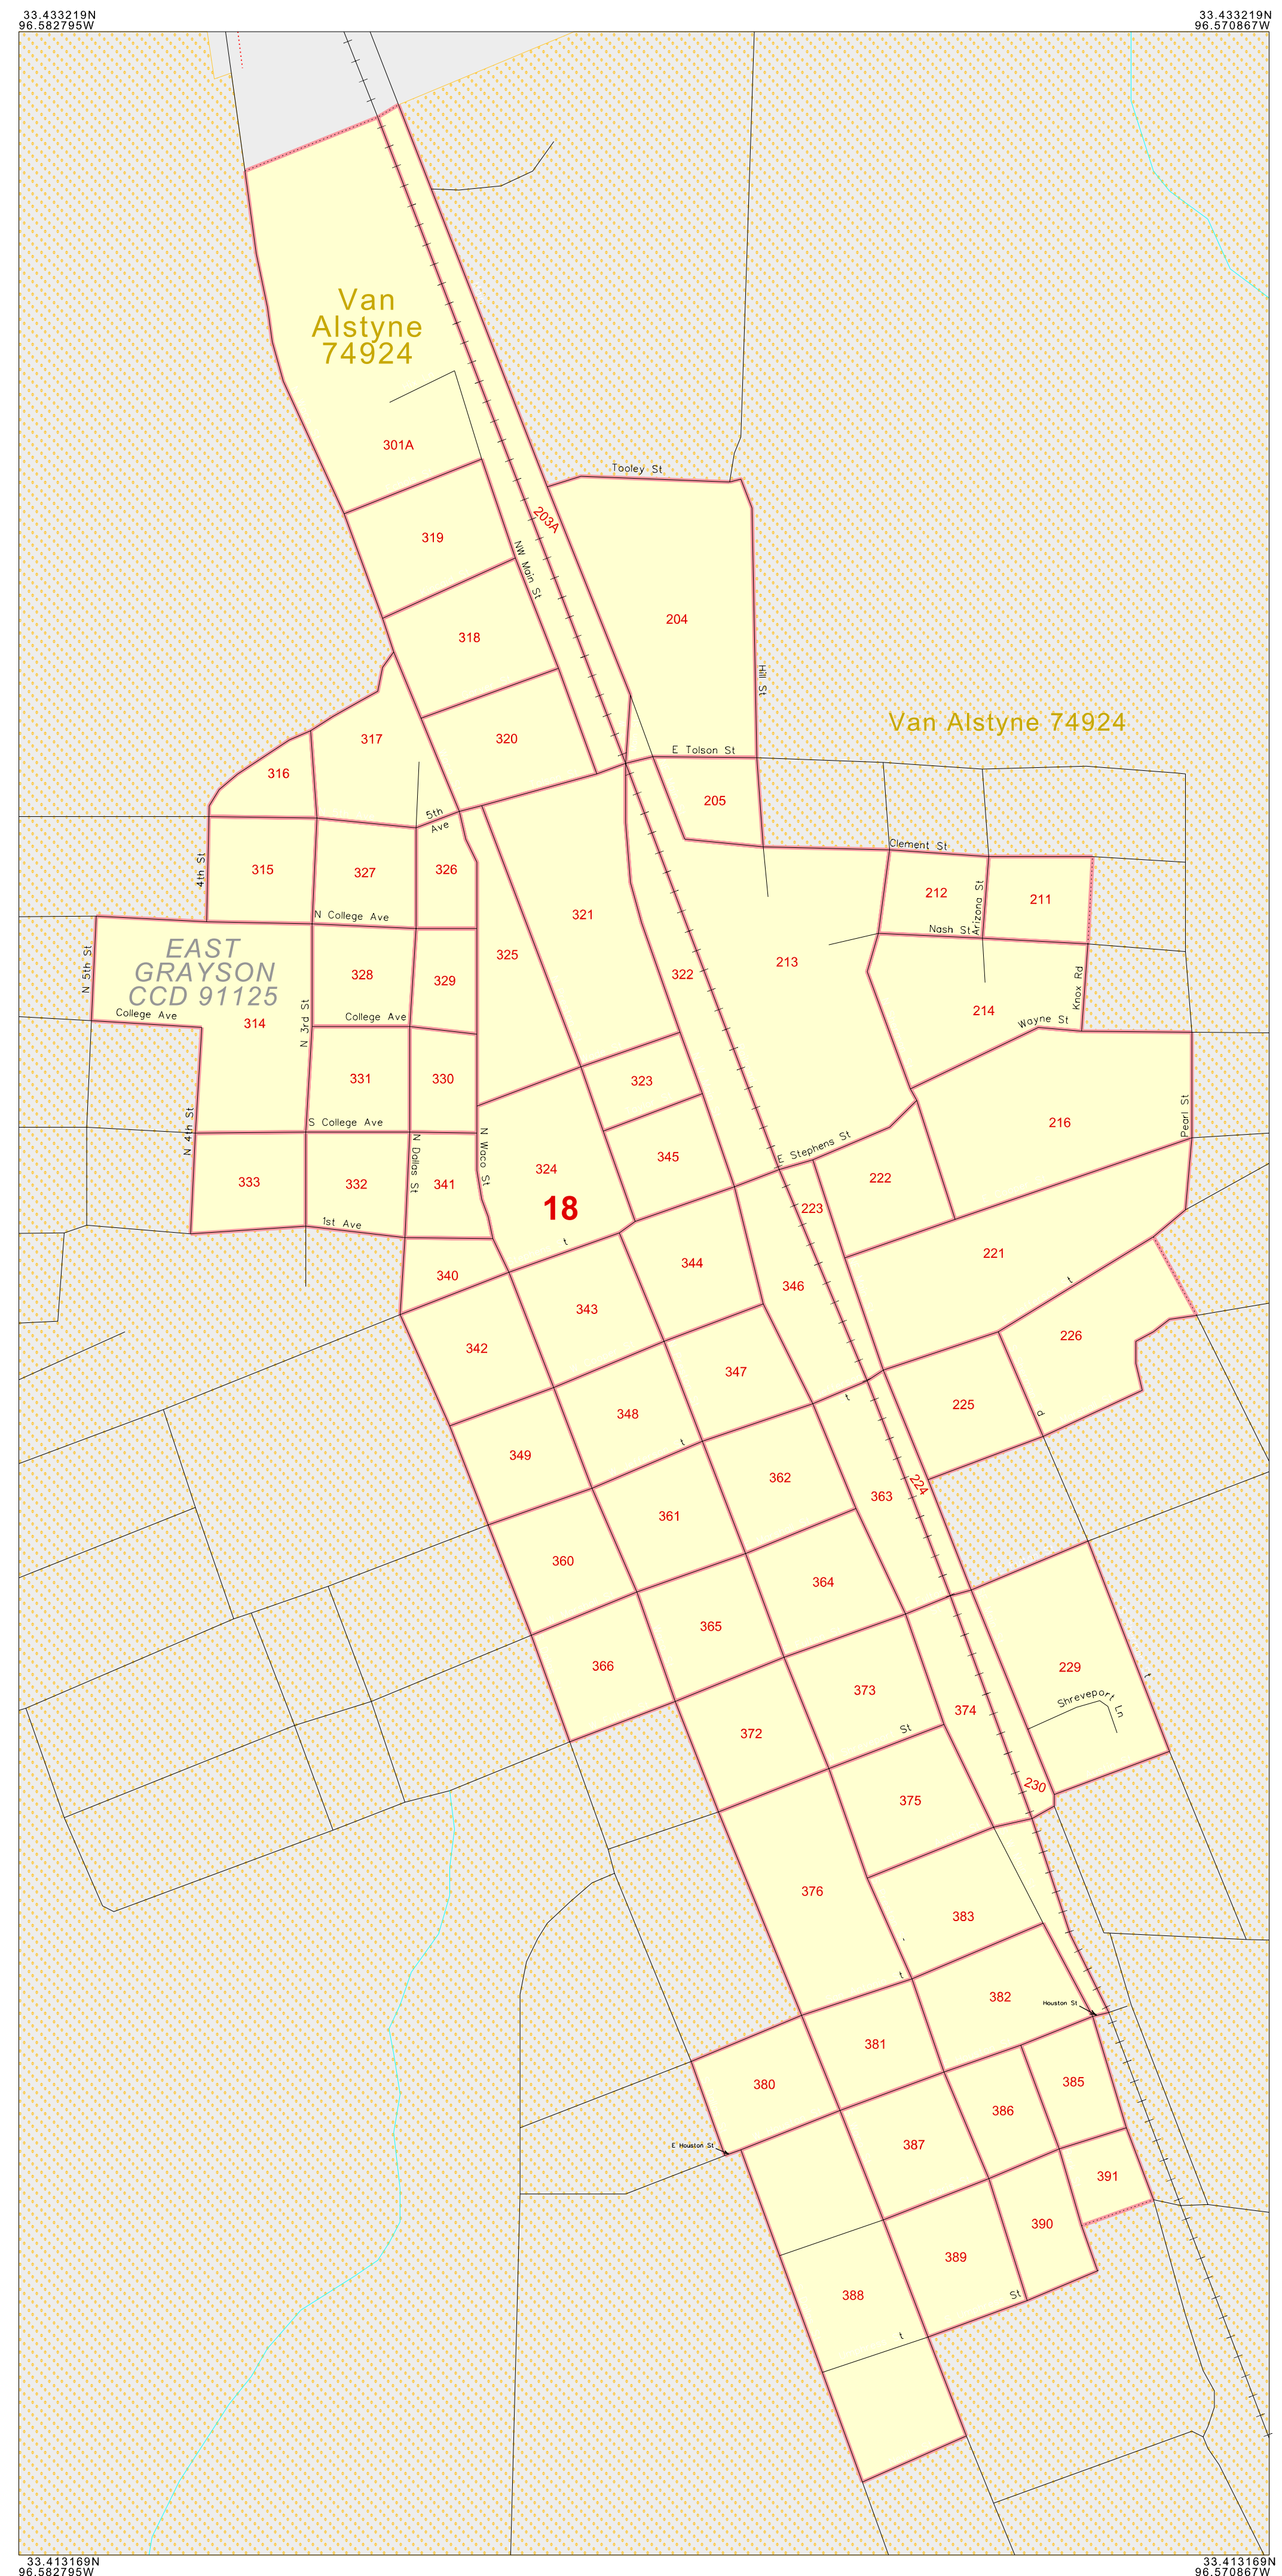 33.433219N
96.582795W
33.433219N
96.570867W
Van
Alstyne
74924
301A
Tooley St
203A
319
NW Main St
204
318
Hill St
Van Alstyne 74924
317
320
E Tolson St
316
205
5th
Ave
Clement St
4th St
315
327
326
212
Arizona St
211
321
N College Ave
Nash St
EAST
GRAYSON
CCD 91125
N 5th St
328
329
325
322
213
Knox Rd
College Ave
314
N 3rd St
College Ave
214
Wayne St
331
330
323
216
Pearl St
N 4th St
S College Ave
N Dallas St
N Waco St
E Stephens St
345
324
333
332
341
222
18
223
1st Ave
t
344
221
340
346
t
343
226
342
347
t
225
d
348
t
349
362
224
363
361
360
364
365
366
229
t
373
374
Shreveport Ln
St
372
230
375
376
383
t
382
Houston St
381
380
385
386
E Houston St
387
391
390
389
388
St
t
33.413169N
96.582795W
33.413169N
96.570867W